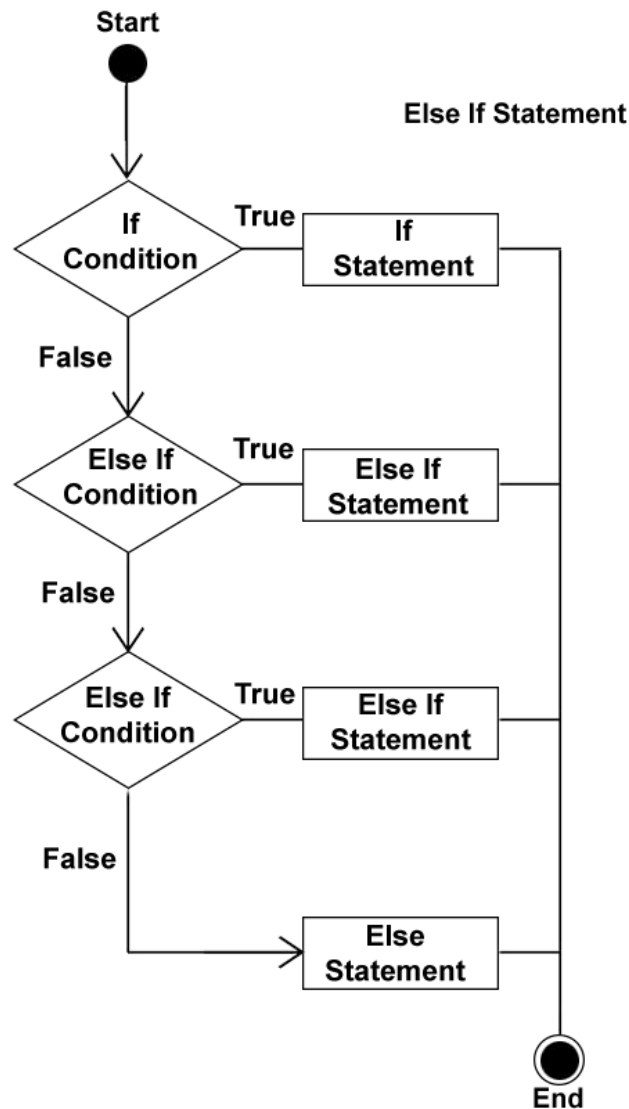 Start
Else If Statement
If
Condition
True
If
Statement
False
Else If
Condition
True
Else If
Statement
False
Else If
Condition
True
Else If
Statement
False
Else
Statement
End